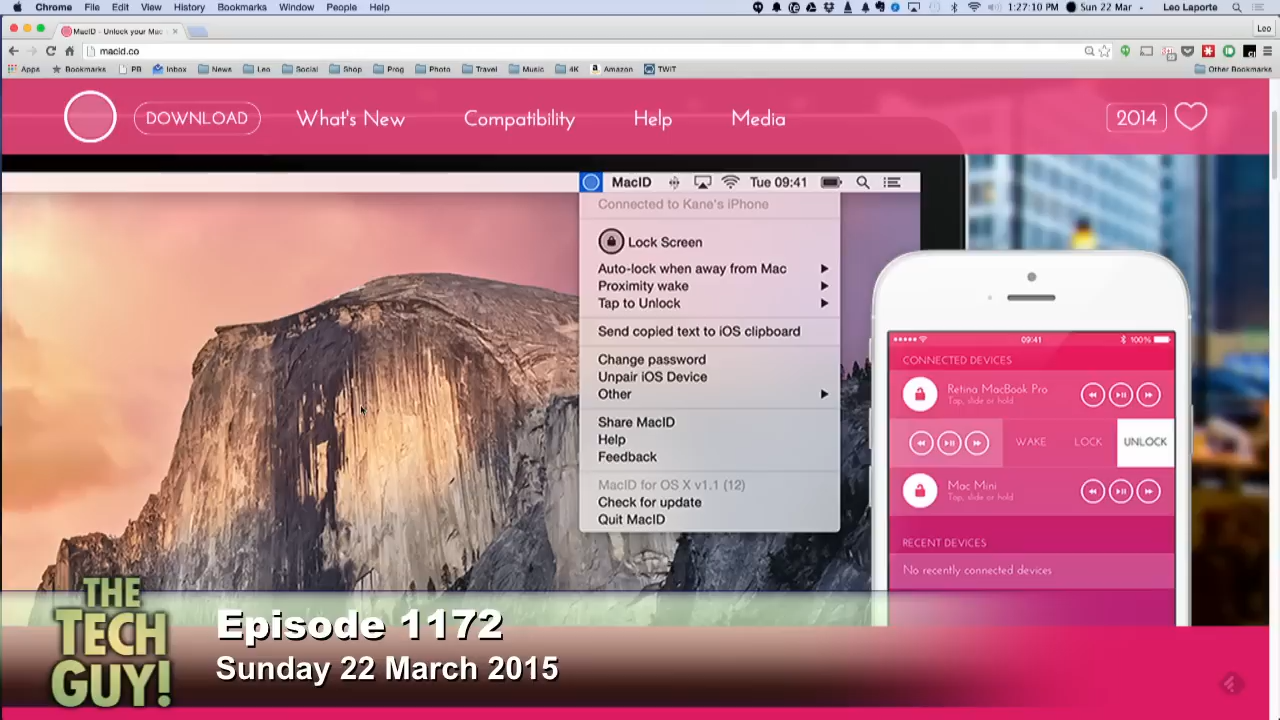 Chrome File Edit View History Bookmarks Window People Help 1:27:10 PM Sun 22 Mar Leo Laporte
MacID - Unlock your Mac Leo
macid.co
Apps Bookmarks PB Inbox News Leo Social Shop Prog Photo Travel Music 4K Amazon TWiT Other Bookmarks
DOWNLOAD What's New Compatibility Help Media 2014
MacID Tue 09:41
Connected to Kane's iPhone
Lock Screen
Auto-lock when away from Mac
Proximity wake
Tap to Unlock
Send copied text to iOS clipboard
Change password
Unpair iOS Device
Other
Share MacID
Help
Feedback
MacID for OS X v1.1 (12)
Check for update
Quit MacID
09:41 100%
CONNECTED DEVICES
Retina MacBook Pro
Tap, slide or hold
WAKE LOCK UNLOCK
Mac Mini
Tap, slide or hold
RECENT DEVICES
No recently connected devices
THE
TECH
GUY!
Episode 1172
Sunday 22 March 2015